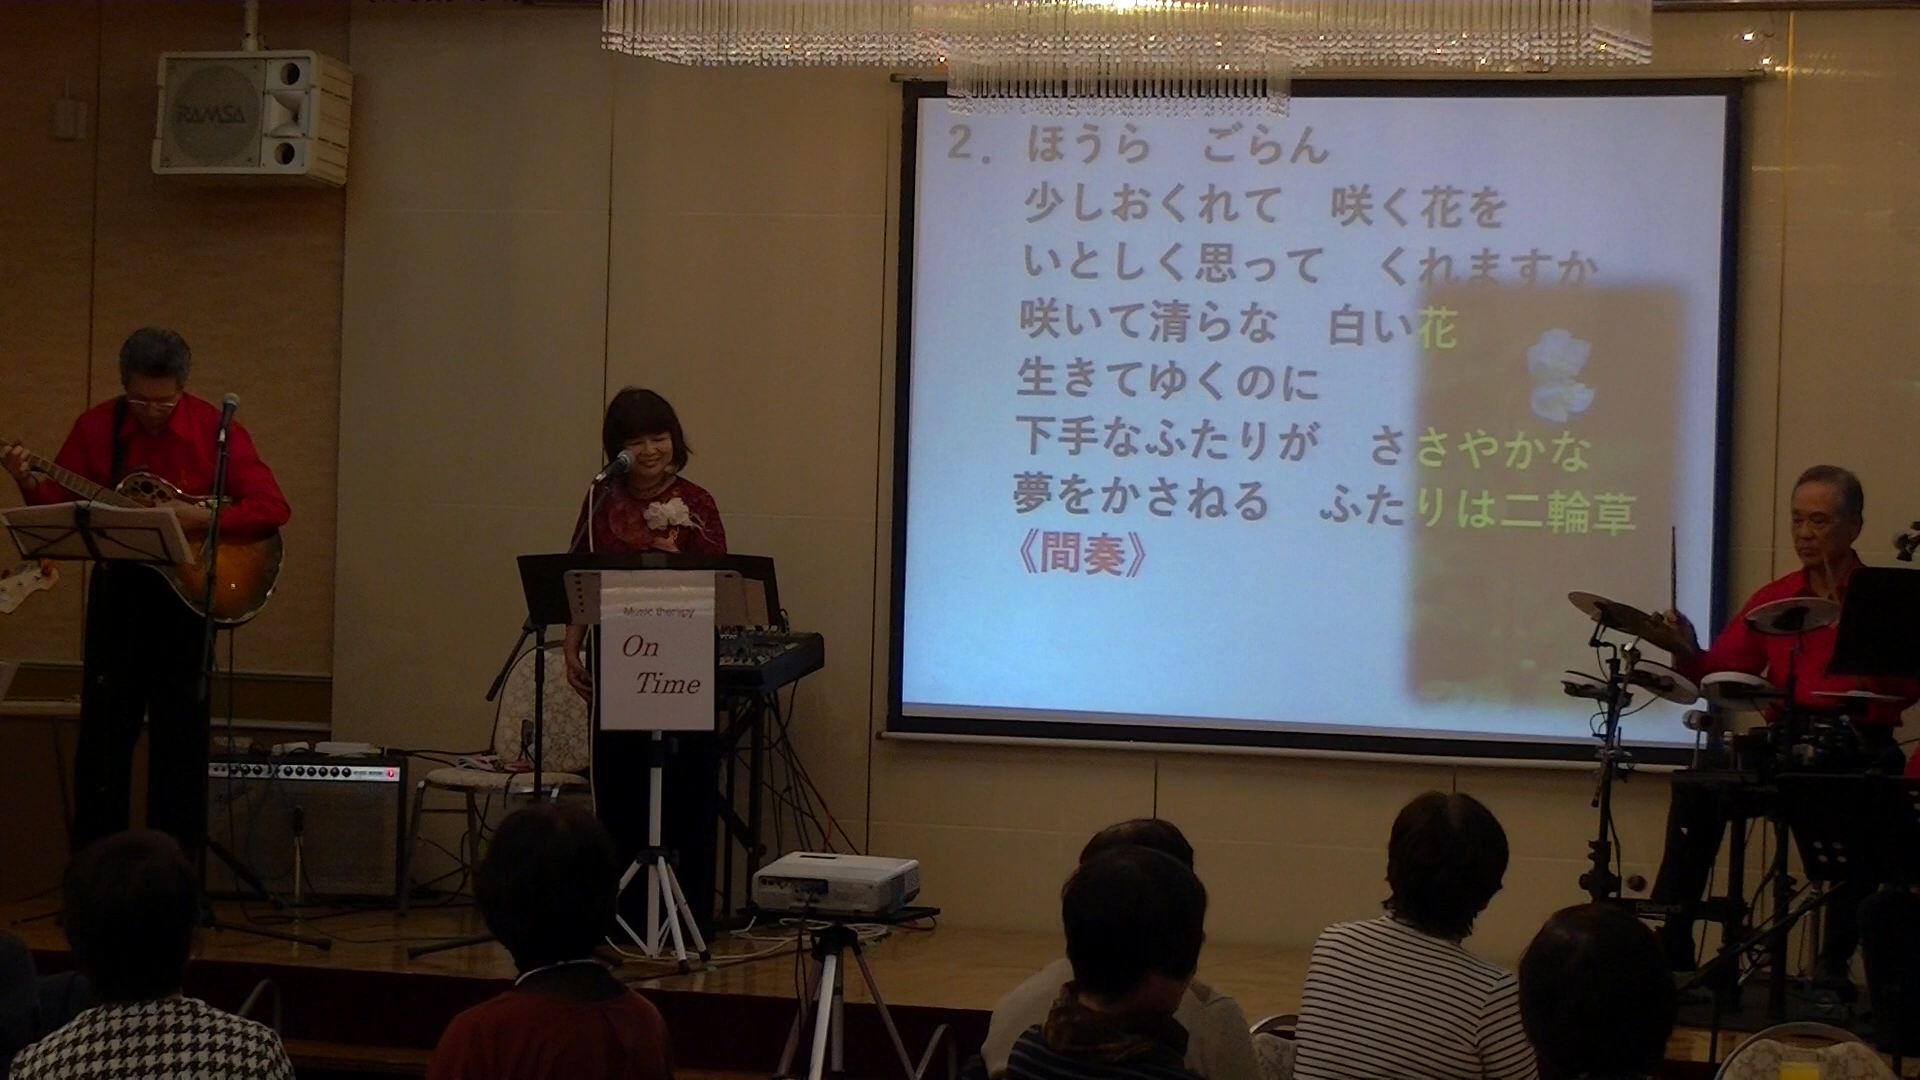 RAMSA
2. ほうら　ごらん
少しおくれて　咲く花を
いとしく思って　くれますか
咲いて清らな　白い花
生きてゆくのに
下手なふたりが　ささやかな
夢をかさねる　ふたりは二輪草
《間奏》
Music therapy
On
Time